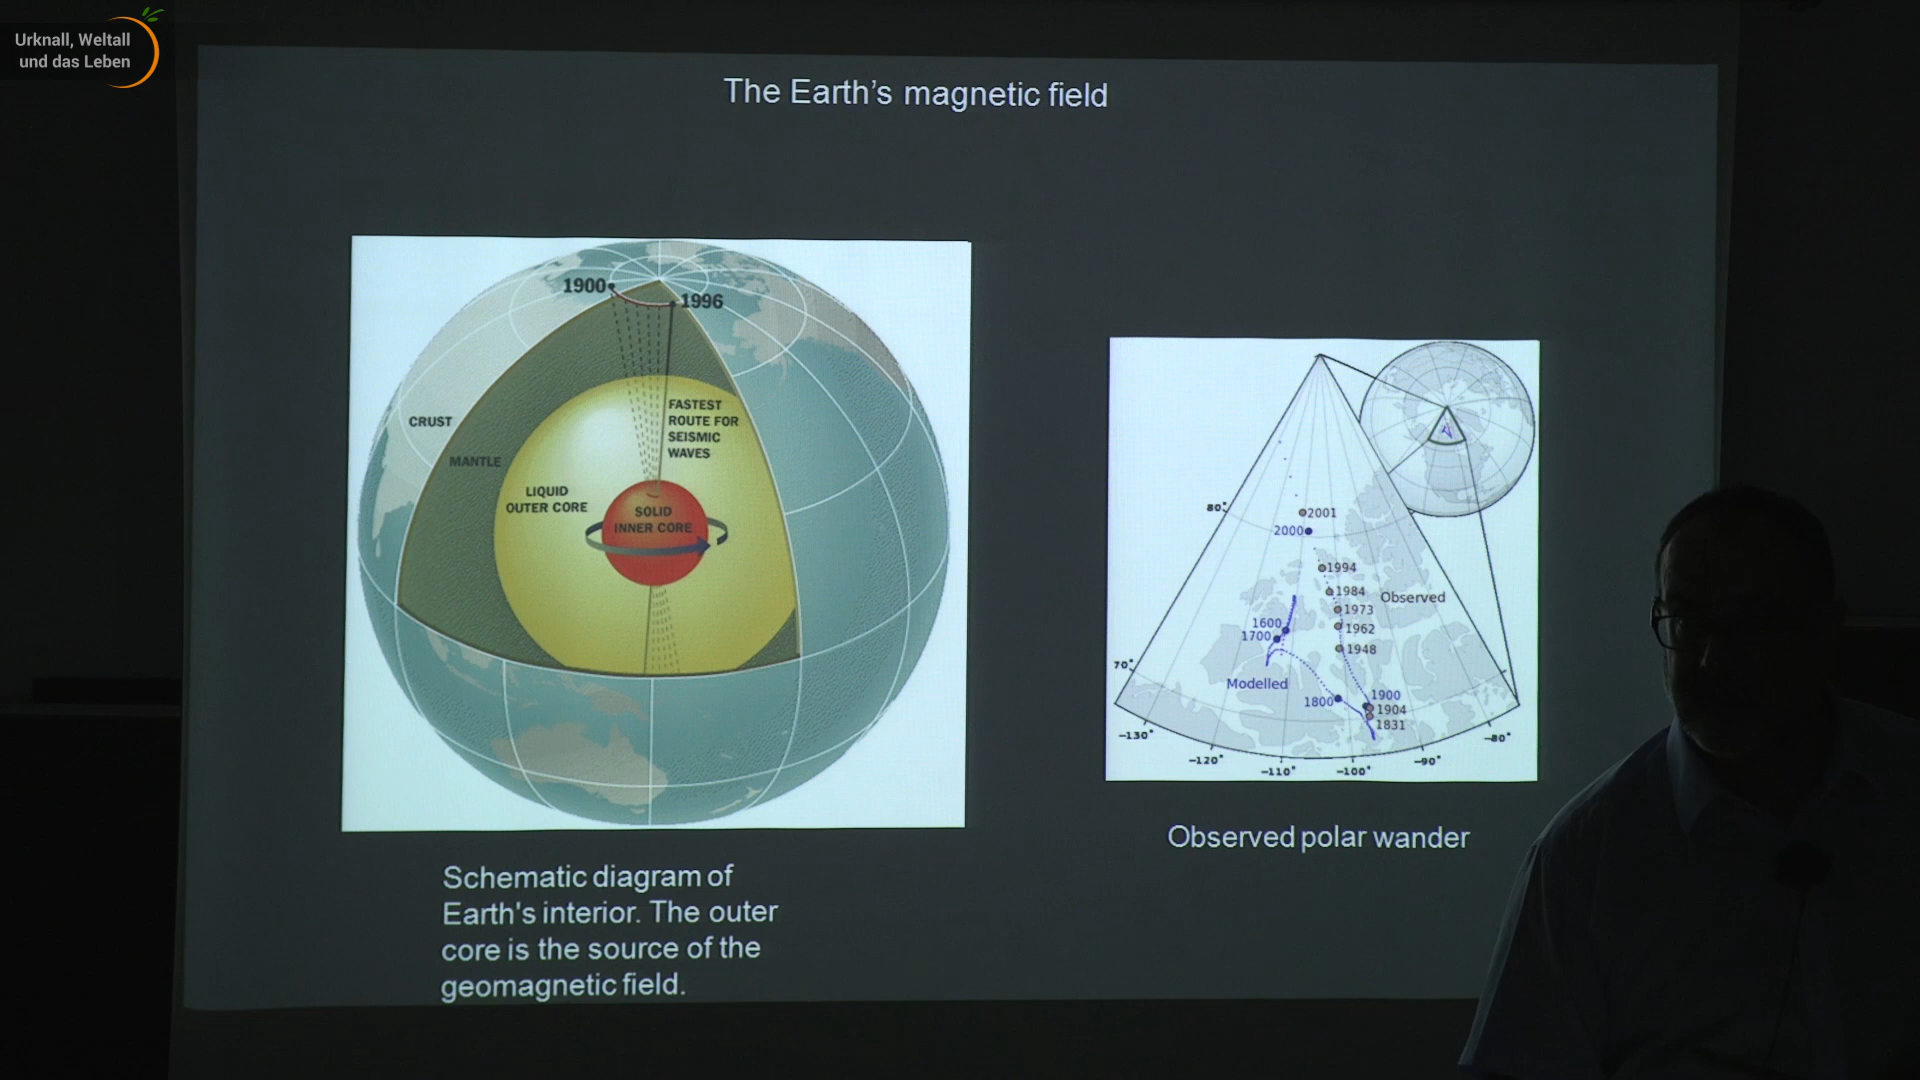 Urknall, Weltall
und das Leben
The Earth's magnetic field
1900
1996
FASTEST
ROUTE FOR
SEISMIC
WAVES
CRUST
MANTLE
LIQUID
OUTER CORE
SOLID
INNER CORE
Schematic diagram of
Earth's interior. The outer
core is the source of the
geomagnetic field.
80°
2001
2000
1994
1984
Observed
1973
1600
1962
1700
1948
70°
Modelled
1900
1800
1904
1831
-130°
-120°
-110°
-100°
-90°
-80°
Observed polar wander